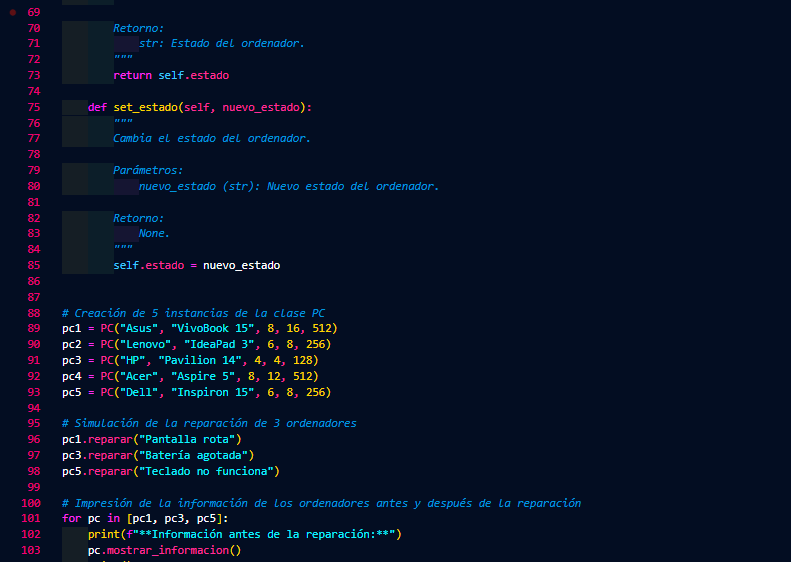 69
70 Retorno:
71 str: Estado del ordenador.
72 """
73 return self.estado
74
75 def set_estado(self, nuevo_estado):
76 """
77 Cambia el estado del ordenador.
78
79 Parámetros:
80 nuevo_estado (str): Nuevo estado del ordenador.
81
82 Retorno:
83 None.
84 """
85 self.estado = nuevo_estado
86
87
88 # Creación de 5 instancias de la clase PC
89 pc1 = PC("Asus", "VivoBook 15", 8, 16, 512)
90 pc2 = PC("Lenovo", "IdeaPad 3", 6, 8, 256)
91 pc3 = PC("HP", "Pavilion 14", 4, 4, 128)
92 pc4 = PC("Acer", "Aspire 5", 8, 12, 512)
93 pc5 = PC("Dell", "Inspiron 15", 6, 8, 256)
94
95 # Simulación de la reparación de 3 ordenadores
96 pc1.reparar("Pantalla rota")
97 pc3.reparar("Batería agotada")
98 pc5.reparar("Teclado no funciona")
99
100 # Impresión de la información de los ordenadores antes y después de la reparación
101 for pc in [pc1, pc3, pc5]:
102 print(f"**Información antes de la reparación:**")
103 pc.mostrar_informacion()